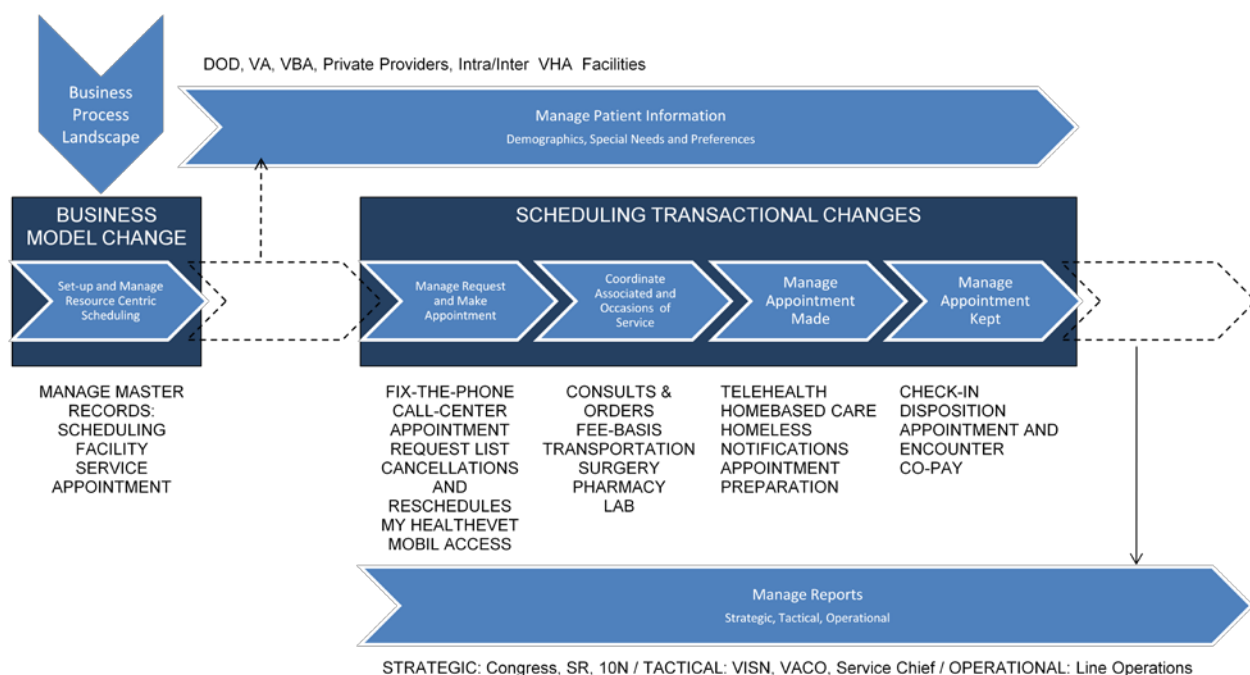 Business
Process
Landscape
DOD, VA, VBA, Private Providers, Intra/Inter VHA Facilities
Manage Patient Information
Demographics, Special Needs and Preferences
BUSINESS
MODEL CHANGE
Set-up and Manage
Resource Centric
Scheduling
SCHEDULING TRANSACTIONAL CHANGES
Manage Request
and Make
Appointment
Coordinate
Associated and
Occasions of
Service
Manage
Appointment
Made
Manage
Appointment
Kept
MANAGE MASTER
RECORDS:
SCHEDULING
FACILITY
SERVICE
APPOINTMENT
FIX-THE-PHONE
CALL-CENTER
APPOINTMENT
REQUEST LIST
CANCELLATIONS
AND
RESCHEDULES
MY HEALTHEVET
MOBIL ACCESS
CONSULTS &
ORDERS
FEE-BASIS
TRANSPORTATION
SURGERY
PHARMACY
LAB
TELEHEALTH
HOMEBASED CARE
HOMELESS
NOTIFICATIONS
APPOINTMENT
PREPARATION
CHECK-IN
DISPOSITION
APPOINTMENT AND
ENCOUNTER
CO-PAY
Manage Reports
Strategic, Tactical, Operational
STRATEGIC: Congress, SR, 10N / TACTICAL: VISN, VACO, Service Chief / OPERATIONAL: Line Operations